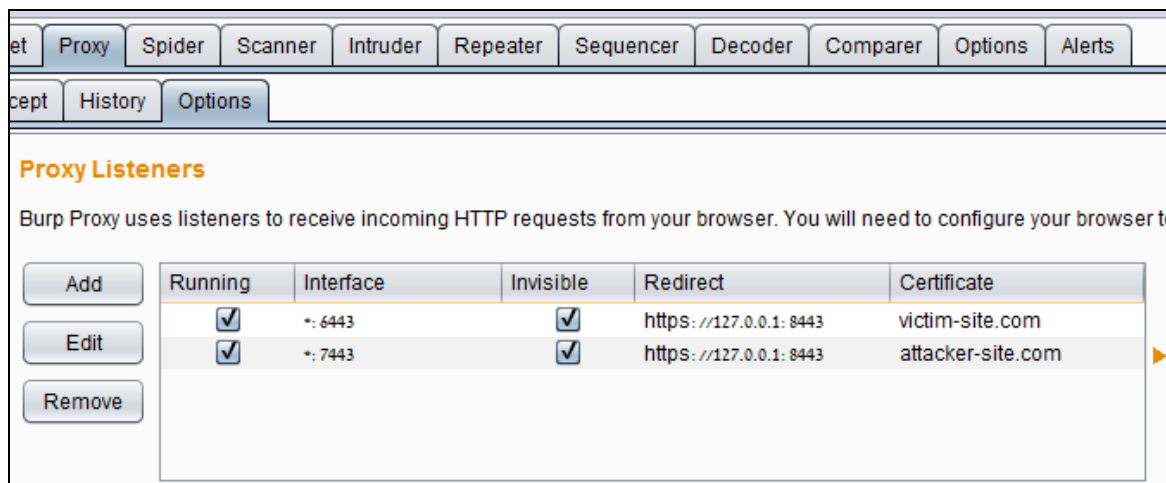 et Proxy Spider Scanner Intruder Repeater Sequencer Decoder Comparer Options Alerts
cept History Options
Proxy Listeners
Burp Proxy uses listeners to receive incoming HTTP requests from your browser. You will need to configure your browser t
Add Running Interface Invisible Redirect Certificate
*: 6443 https: //127.0.0.1: 8443 victim-site.com
Edit *: 7443 https: //127.0.0.1: 8443 attacker-site.com
Remove